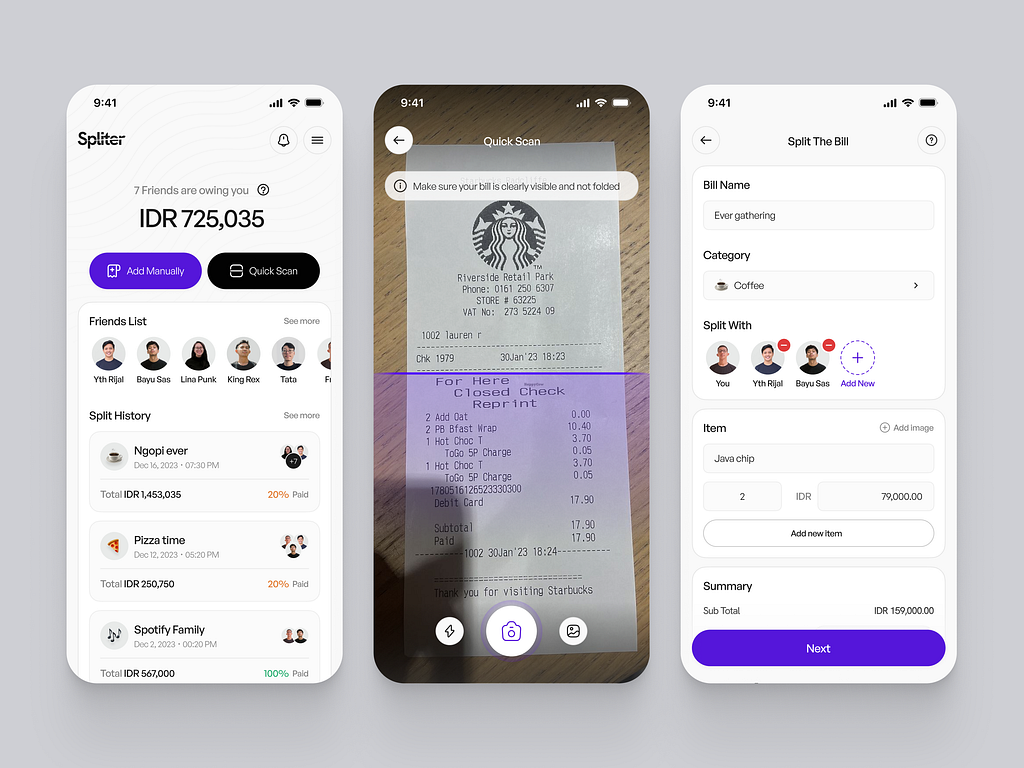 9:41
Spliter
7 Friends are owing you
IDR 725,035
Add Manually
Quick Scan
Friends List
See more
Yth Rijal
Bayu Sas
Lina Punk
King Rex
Tata
Fr
Split History
See more
Ngopi ever
Dec 16, 2023 • 07:30 PM
+7
Total IDR 1,453,035
20% Paid
Pizza time
Dec 12, 2023 • 05:20 PM
Total IDR 250,750
20% Paid
Spotify Family
Dec 2, 2023 • 00:20 PM
Total IDR 567,000
100% Paid
9:41
Quick Scan
Make sure your bill is clearly visible and not folded
TM
Riverside Retail Park
Phone: 0161 250 6307
STORE # 63225
VAT No: 273 5224 09
1002 lauren r
Chk 1979 30Jan'23 18:23
For Here
Closed Check
Reprint
2 Add Oat 0.00
2 PB Bfast Wrap 10.40
1 Hot Choc T 3.70
ToGo 5P Charge 0.05
1 Hot Choc T 3.70
ToGo 5P Charge 0.05
1780516126523330300
Debit Card 17.90
Subtotal 17.90
Paid 17.90
--------1002 30Jan'23 18:24----------
Thank you for visiting Starbucks
9:41
Split The Bill
Bill Name
Ever gathering
Category
Coffee
Split With
You
Yth Rijal
Bayu Sas
Add New
Item
Add image
Java chip
2
IDR
79,000.00
Add new Item
Summary
Sub Total
IDR 159,000.00
Next